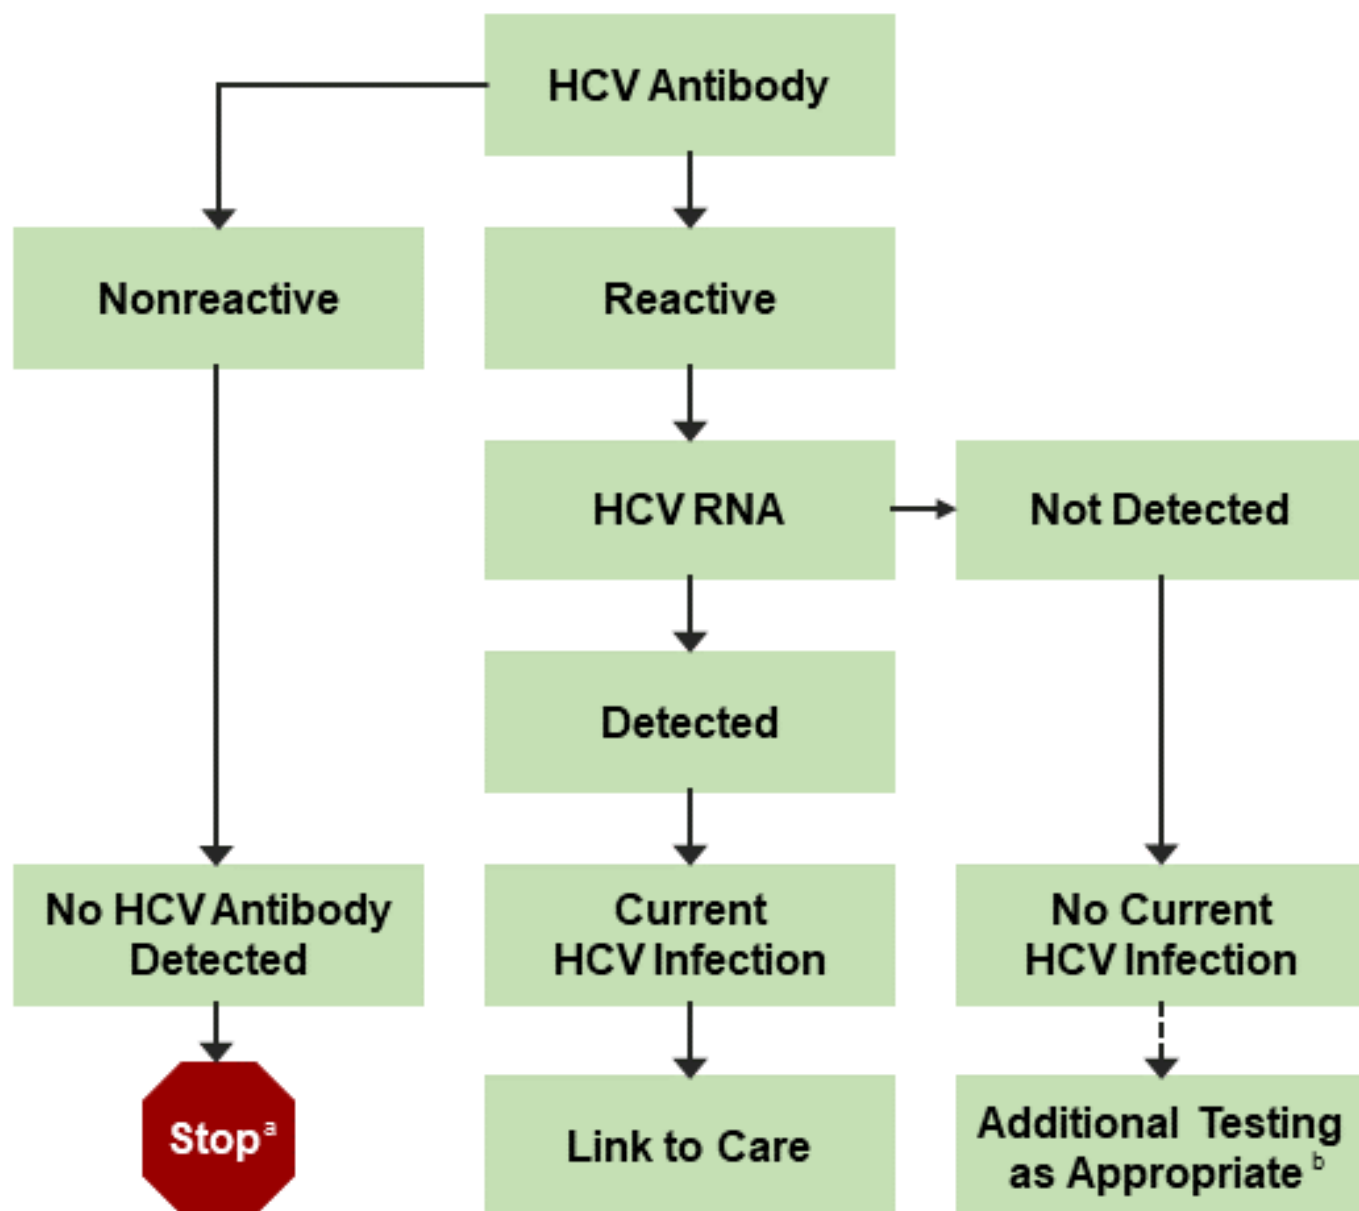 HCV Antibody
Nonreactive
Reactive
HCV RNA
Not Detected
Detected
No HCV Antibody
Detected
Current
HCV Infection
No Current
HCV Infection
Stop a
Link to Care
Additional Testing
as Appropriate b